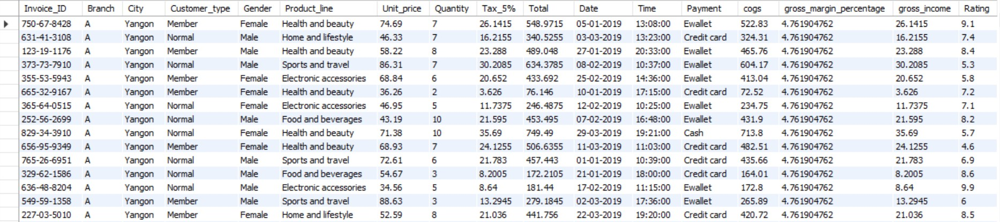 Invoice_ID Branch City Customer_type Gender Product_line Unit_price Quantity Tax_5% Total Date Time Payment cogs gross_margin_percentage gross_income Rating
750-67-8428 A Yangon Member Female Health and beauty 74.69 7 26.1415 548.9715 05-01-2019 13:08:00 Ewallet 522.83 4.761904762 26.1415 9.1
631-41-3108 A Yangon Normal Male Home and lifestyle 46.33 7 16.2155 340.5255 03-03-2019 13:23:00 Credit card 324.31 4.761904762 16.2155 7.4
123-19-1176 A Yangon Member Male Health and beauty 58.22 8 23.288 489.048 27-01-2019 20:33:00 Ewallet 465.76 4.761904762 23.288 8.4
373-73-7910 A Yangon Normal Male Sports and travel 86.31 7 30.2085 634.3785 08-02-2019 10:37:00 Ewallet 604.17 4.761904762 30.2085 5.3
355-53-5943 A Yangon Member Female Electronic accessories 68.84 6 20.652 433.692 25-02-2019 14:36:00 Ewallet 413.04 4.761904762 20.652 5.8
665-32-9167 A Yangon Member Female Health and beauty 36.26 2 3.626 76.146 10-01-2019 17:15:00 Credit card 72.52 4.761904762 3.626 7.2
365-64-0515 A Yangon Normal Female Electronic accessories 46.95 5 11.7375 246.4875 12-02-2019 10:25:00 Ewallet 234.75 4.761904762 11.7375 7.1
252-56-2699 A Yangon Normal Male Food and beverages 43.19 10 21.595 453.495 07-02-2019 16:48:00 Ewallet 431.9 4.761904762 21.595 8.2
829-34-3910 A Yangon Normal Female Health and beauty 71.38 10 35.69 749.49 29-03-2019 19:21:00 Cash 713.8 4.761904762 35.69 5.7
656-95-9349 A Yangon Member Female Health and beauty 68.93 7 24.1255 506.6355 11-03-2019 11:03:00 Credit card 482.51 4.761904762 24.1255 4.6
765-26-6951 A Yangon Normal Male Sports and travel 72.61 6 21.783 457.443 01-01-2019 10:39:00 Credit card 435.66 4.761904762 21.783 6.9
329-62-1586 A Yangon Normal Male Food and beverages 54.67 3 8.2005 172.2105 21-01-2019 18:00:00 Credit card 164.01 4.761904762 8.2005 8.6
636-48-8204 A Yangon Normal Male Electronic accessories 34.56 5 8.64 181.44 17-02-2019 11:15:00 Ewallet 172.8 4.761904762 8.64 9.9
549-59-1358 A Yangon Member Male Sports and travel 88.63 3 13.2945 279.1845 02-03-2019 17:36:00 Ewallet 265.89 4.761904762 13.2945 6
227-03-5010 A Yangon Member Female Home and lifestyle 52.59 8 21.036 441.756 22-03-2019 19:20:00 Credit card 420.72 4.761904762 21.036 8.5